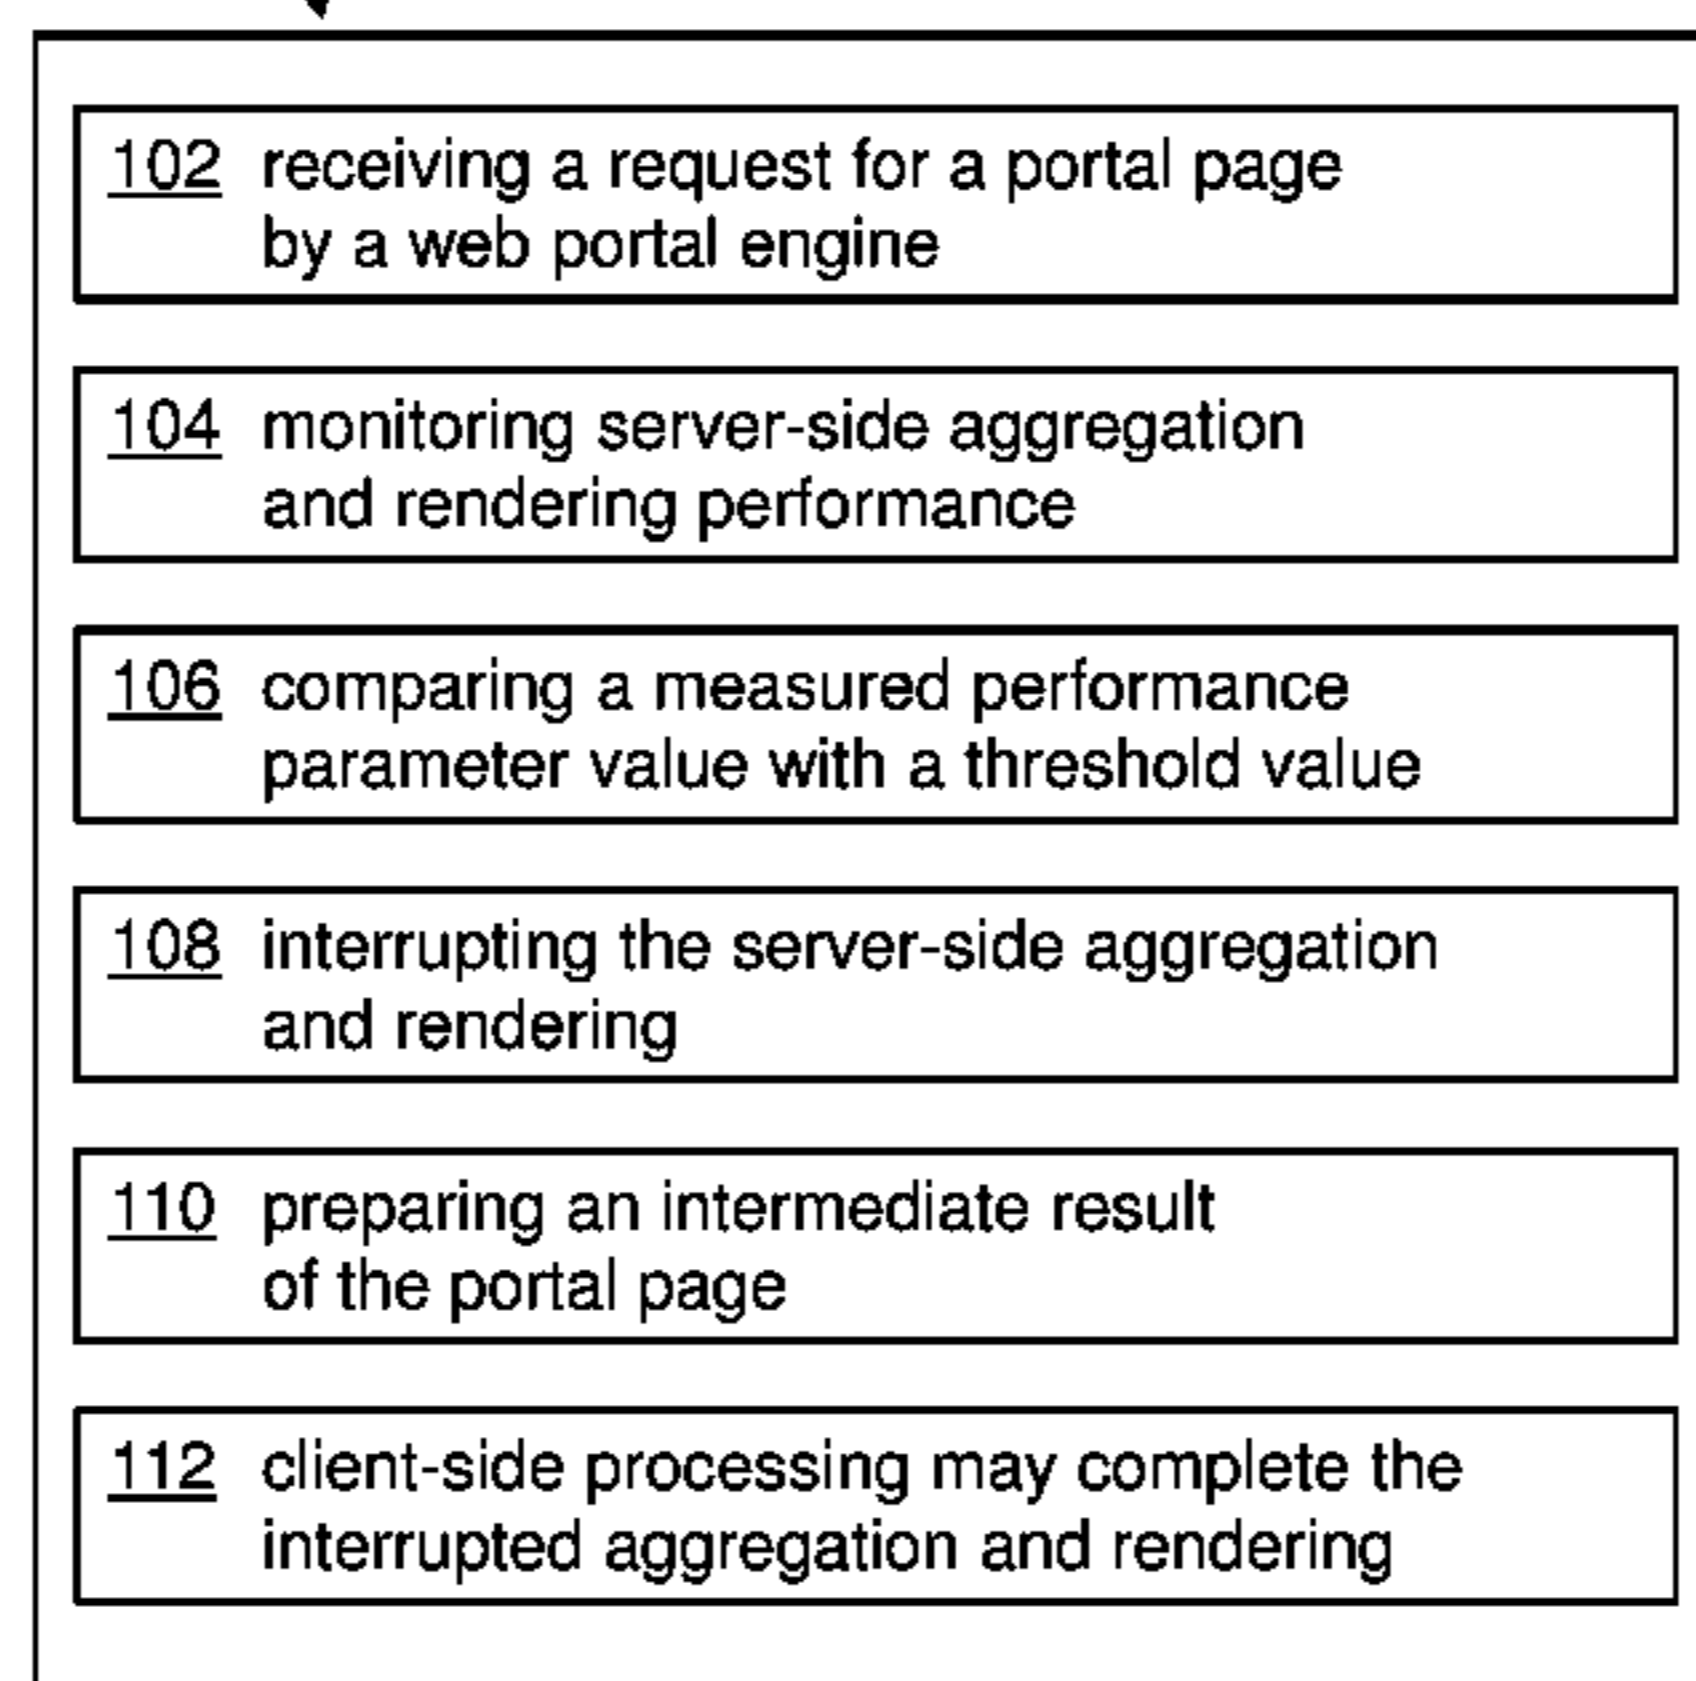 102 receiving a request for a portal page
by a web portal engine
104 monitoring server-side aggregation
and rendering performance
106 comparing a measured performance
parameter value with a threshold value
108 interrupting the server-side aggregation
and rendering
110 preparing an intermediate result
of the portal page
112 client-side processing may complete the
interrupted aggregation and rendering